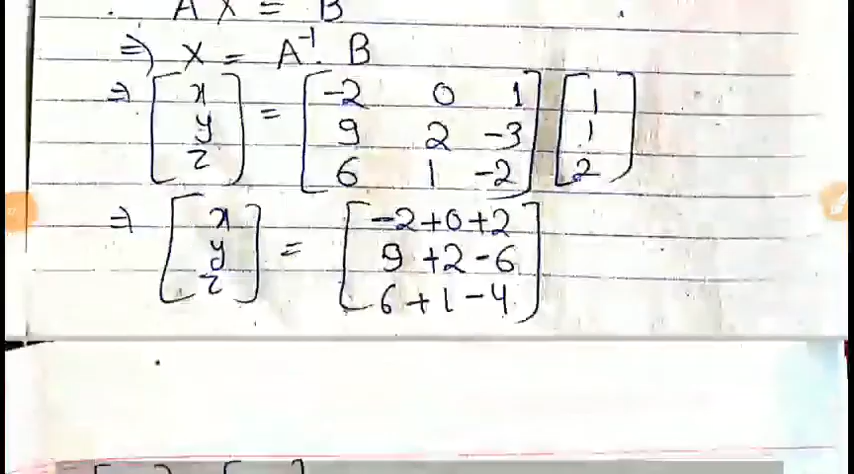 ∴ AX = B
⇒ X = A⁻¹. B
⇒ [x y z] = [-2 0 1; 9 2 -3; 6 1 -2] [1 1 2]
⇒ [x y z] = [-2+0+2; 9+2-6; 6+1-4]